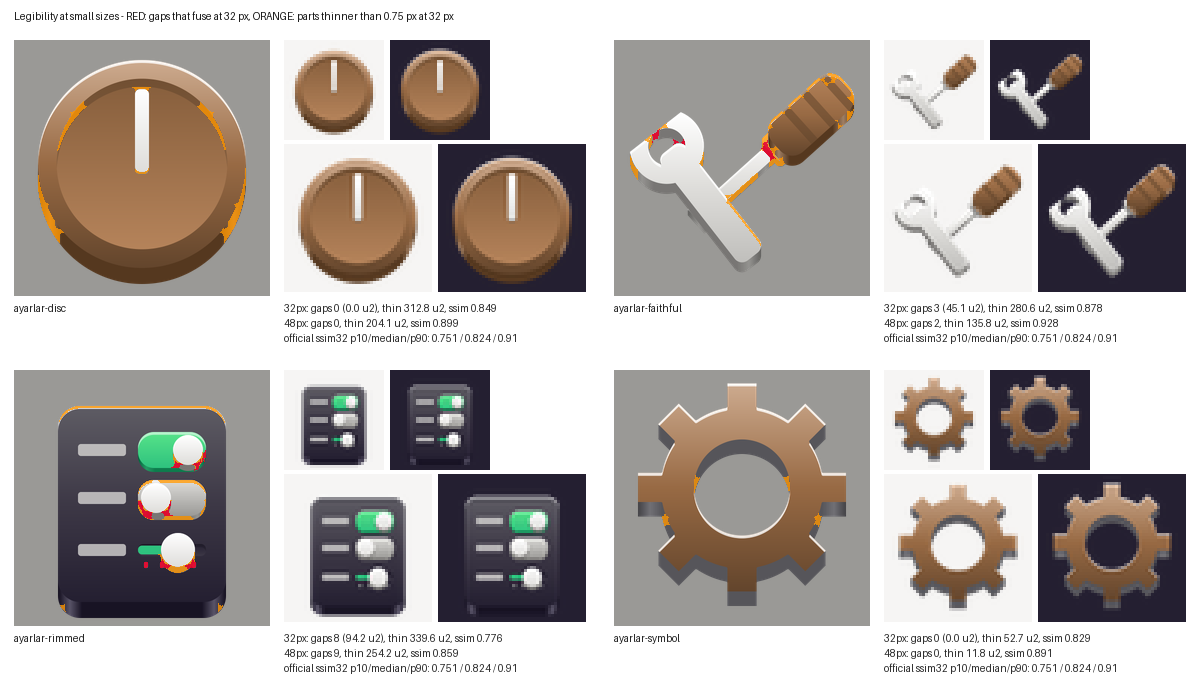 Legibility at small sizes - RED: gaps that fuse at 32 px, ORANGE: parts thinner than 0.75 px at 32 px
ayarlar-disc
32px: gaps 0 (0.0 u2), thin 312.8 u2, ssim 0.849
48px: gaps 0, thin 204.1 u2, ssim 0.899
official ssim32 p10/median/p90: 0.751 / 0.824 / 0.91
ayarlar-faithful
32px: gaps 3 (45.1 u2), thin 280.6 u2, ssim 0.878
48px: gaps 2, thin 135.8 u2, ssim 0.928
official ssim32 p10/median/p90: 0.751 / 0.824 / 0.91
ayarlar-rimmed
32px: gaps 8 (94.2 u2), thin 339.6 u2, ssim 0.776
48px: gaps 9, thin 254.2 u2, ssim 0.859
official ssim32 p10/median/p90: 0.751 / 0.824 / 0.91
ayarlar-symbol
32px: gaps 0 (0.0 u2), thin 52.7 u2, ssim 0.829
48px: gaps 0, thin 11.8 u2, ssim 0.891
official ssim32 p10/median/p90: 0.751 / 0.824 / 0.91